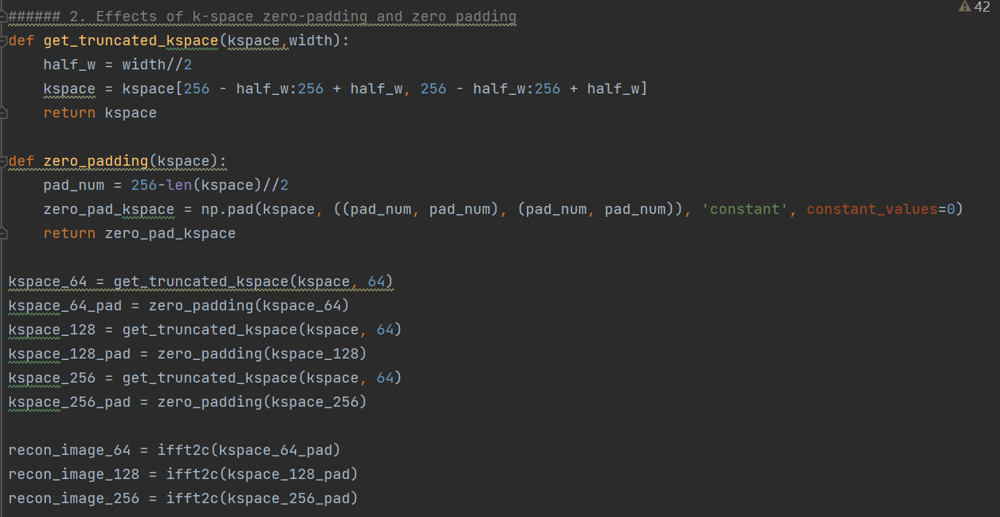 ###### 2. Effects of k-space zero-padding and zero padding
42
def get_truncated_kspace(kspace,width):
    half_w = width//2
    kspace = kspace[256 - half_w:256 + half_w, 256 - half_w:256 + half_w]
    return kspace
def zero_padding(kspace):
    pad_num = 256-len(kspace)//2
    zero_pad_kspace = np.pad(kspace, ((pad_num, pad_num), (pad_num, pad_num)), 'constant', constant_values=0)
    return zero_pad_kspace
kspace_64 = get_truncated_kspace(kspace, 64)
kspace_64_pad = zero_padding(kspace_64)
kspace_128 = get_truncated_kspace(kspace, 64)
kspace_128_pad = zero_padding(kspace_128)
kspace_256 = get_truncated_kspace(kspace, 64)
kspace_256_pad = zero_padding(kspace_256)
recon_image_64 = ifft2c(kspace_64_pad)
recon_image_128 = ifft2c(kspace_128_pad)
recon_image_256 = ifft2c(kspace_256_pad)